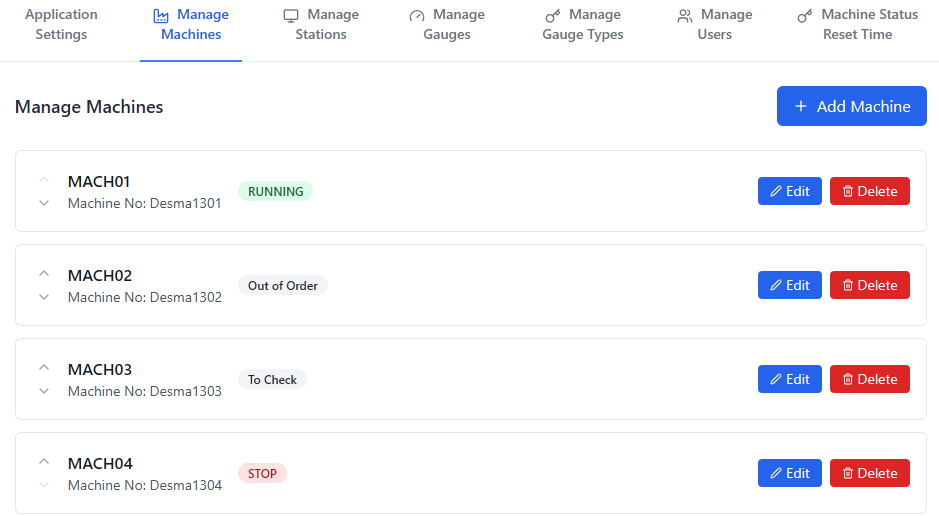 Application Settings
Manage Machines
Manage Stations
Manage Gauges
Manage Gauge Types
Manage Users
Machine Status Reset Time
Manage Machines
Add Machine
MACH01
Machine No: Desma1301
RUNNING
Edit
Delete
MACH02
Machine No: Desma1302
Out of Order
Edit
Delete
MACH03
Machine No: Desma1303
To Check
Edit
Delete
MACH04
Machine No: Desma1304
STOP
Edit
Delete